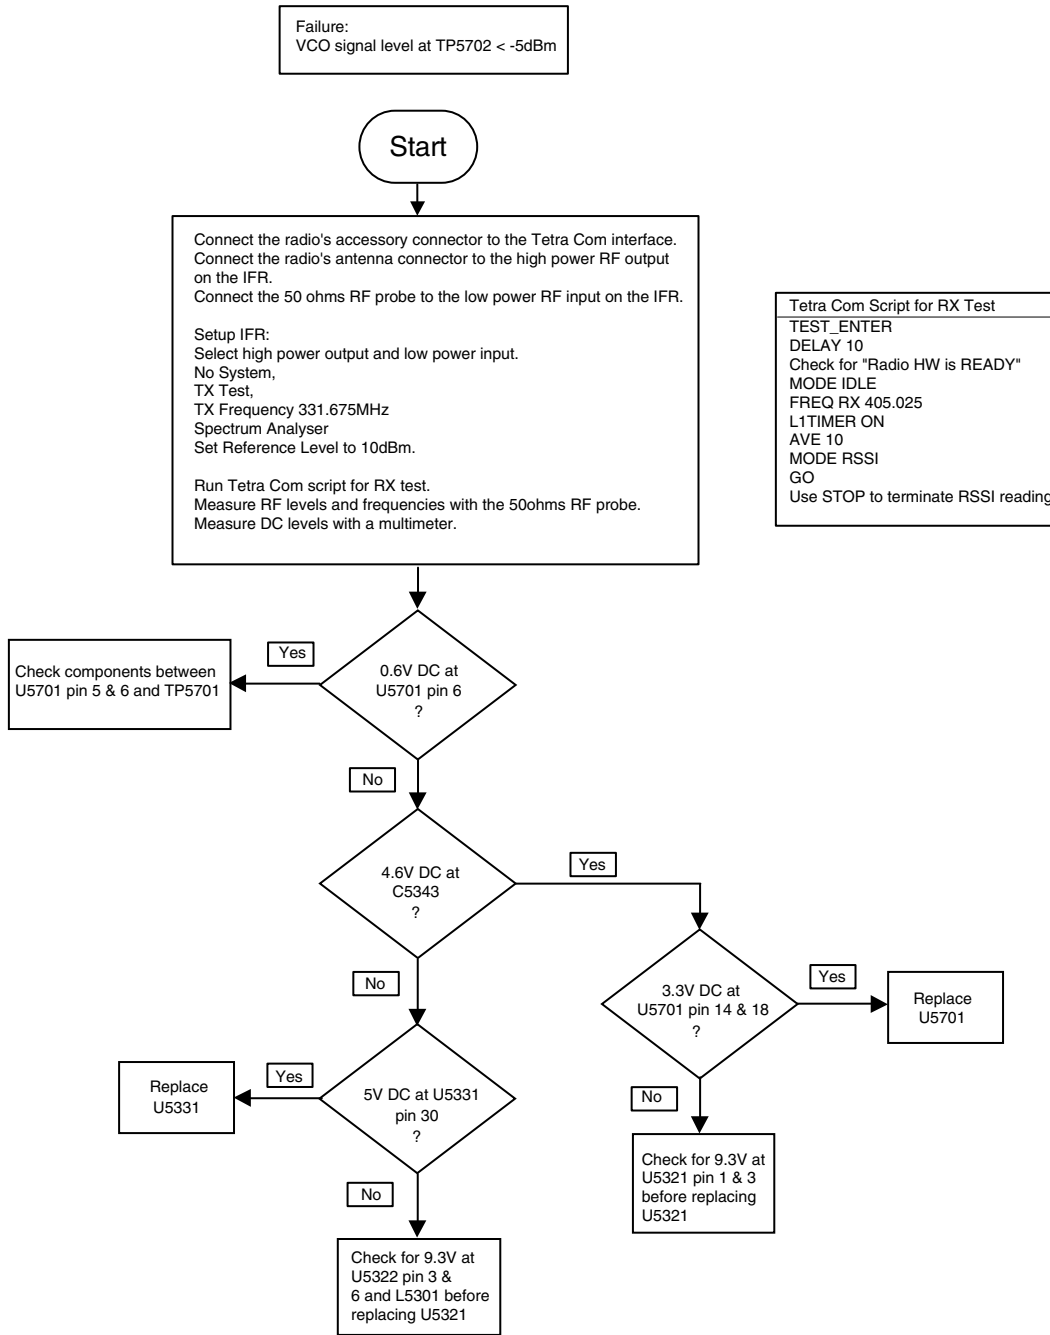 Failure:
VCO signal level at TP5702 < -5dBm
Start
Connect the radio's accessory connector to the Tetra Com interface.
Connect the radio's antenna connector to the high power RF output
on the IFR.
Connect the 50 ohms RF probe to the low power RF input on the IFR.
Setup IFR:
Select high power output and low power input.
No System,
TX Test,
TX Frequency 331.675MHz
Spectrum Analyser
Set Reference Level to 10dBm.
Run Tetra Com script for RX test.
Measure RF levels and frequencies with the 50ohms RF probe.
Measure DC levels with a multimeter.
Tetra Com Script for RX Test
TEST_ENTER
DELAY 10
Check for "Radio HW is READY"
MODE IDLE
FREQ RX 405.025
L1TIMER ON
AVE 10
MODE RSSI
GO
Use STOP to terminate RSSI reading
0.6V DC at
U5701 pin 6
?
Yes
Check components between
U5701 pin 5 & 6 and TP5701
No
4.6V DC at
C5343
?
Yes
No
3.3V DC at
U5701 pin 14 & 18
?
Yes
Replace
U5701
No
Check for 9.3V at
U5321 pin 1 & 3
before replacing
U5321
5V DC at U5331
pin 30
?
Yes
Replace
U5331
No
Check for 9.3V at
U5322 pin 3 &
6 and L5301 before
replacing U5321